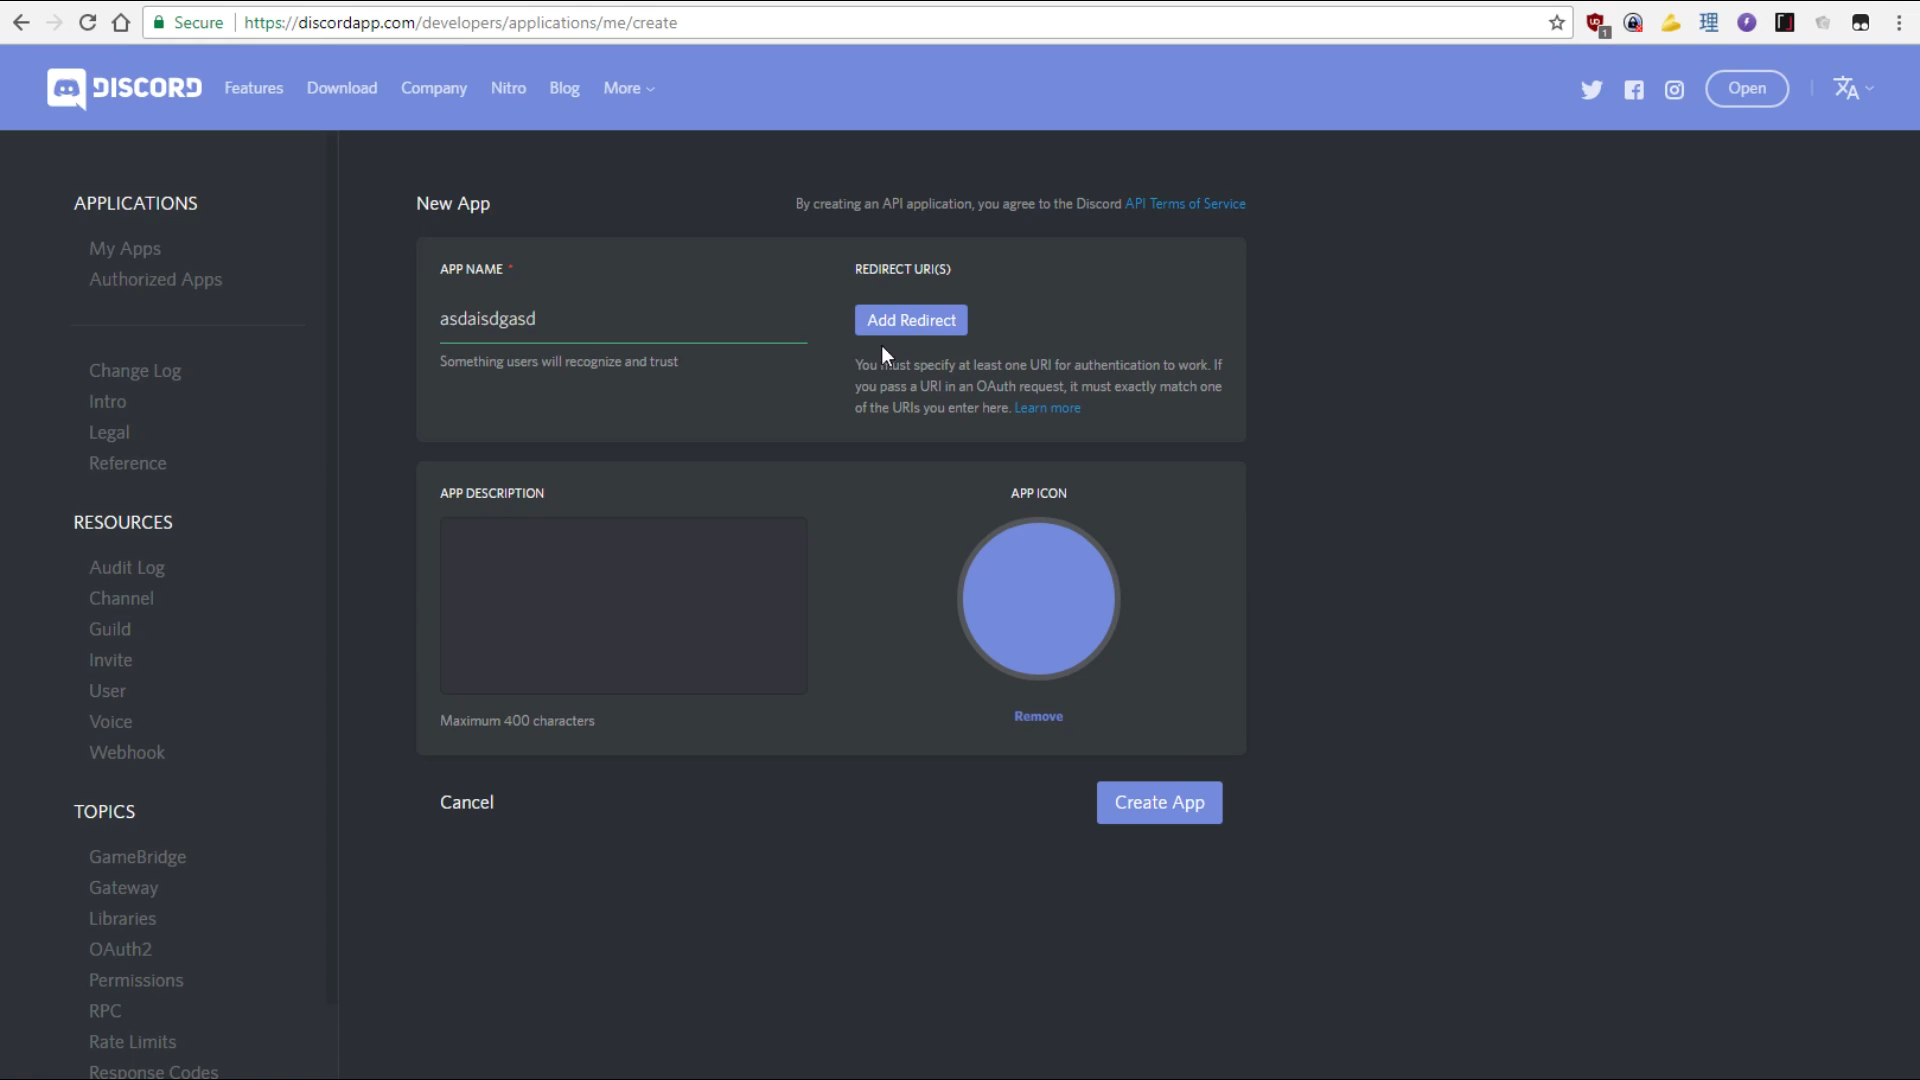 Secure https://discordapp.com/developers/applications/me/create
1
DISCORD Features Download Company Nitro Blog More Open
APPLICATIONS
My Apps
Authorized Apps
Change Log
Intro
Legal
Reference
RESOURCES
Audit Log
Channel
Guild
Invite
User
Voice
Webhook
TOPICS
GameBridge
Gateway
Libraries
OAuth2
Permissions
RPC
Rate Limits
Response Codes
New App
By creating an API application, you agree to the Discord API Terms of Service
APP NAME *
asdaisdgasd
Something users will recognize and trust
REDIRECT URI(S)
Add Redirect
You must specify at least one URI for authentication to work. If
you pass a URI in an OAuth request, it must exactly match one
of the URIs you enter here. Learn more
APP DESCRIPTION
Maximum 400 characters
APP ICON
Remove
Cancel
Create App